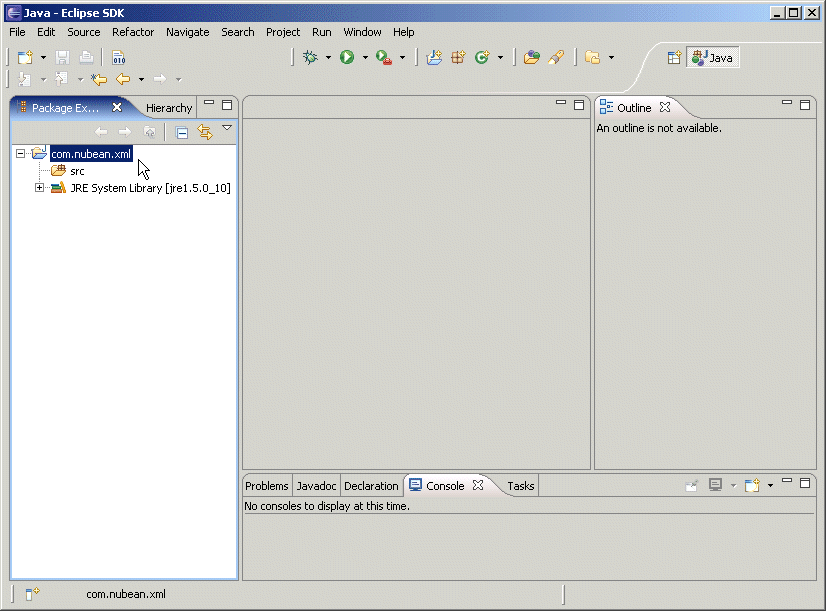 Java - Eclipse SDK
File Edit Source Refactor Navigate Search Project Run Window Help
010
Java
Package Ex... Hierarchy
Outline
An outline is not available.
com.nubean.xml
src
JRE System Library [jre1.5.0_10]
Problems Javadoc Declaration Console Tasks
No consoles to display at this time.
com.nubean.xml